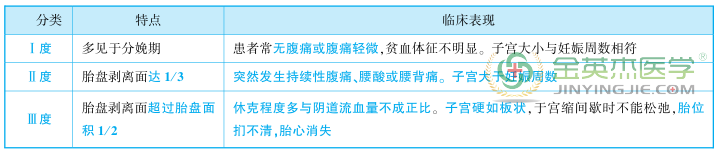 分类 特点 临床表现
Ⅰ度 多见于分娩期 患者常无腹痛或腹痛轻微,贫血体征不明显。子宫大小与妊娠周数相符
Ⅱ度 胎盘剥离面达 1/3 突然发生持续性腹痛、腰酸或腰背痛。子宫大于妊娠周数
Ⅲ度 胎盘剥离面超过胎盘面 休克程度多与阴道流血量不成正比。子宫硬如板状,于宫缩间歇时不能松弛,胎位
积 1/2 扪不清,胎心消失
金英杰医学®
JINYINGJIE.COM